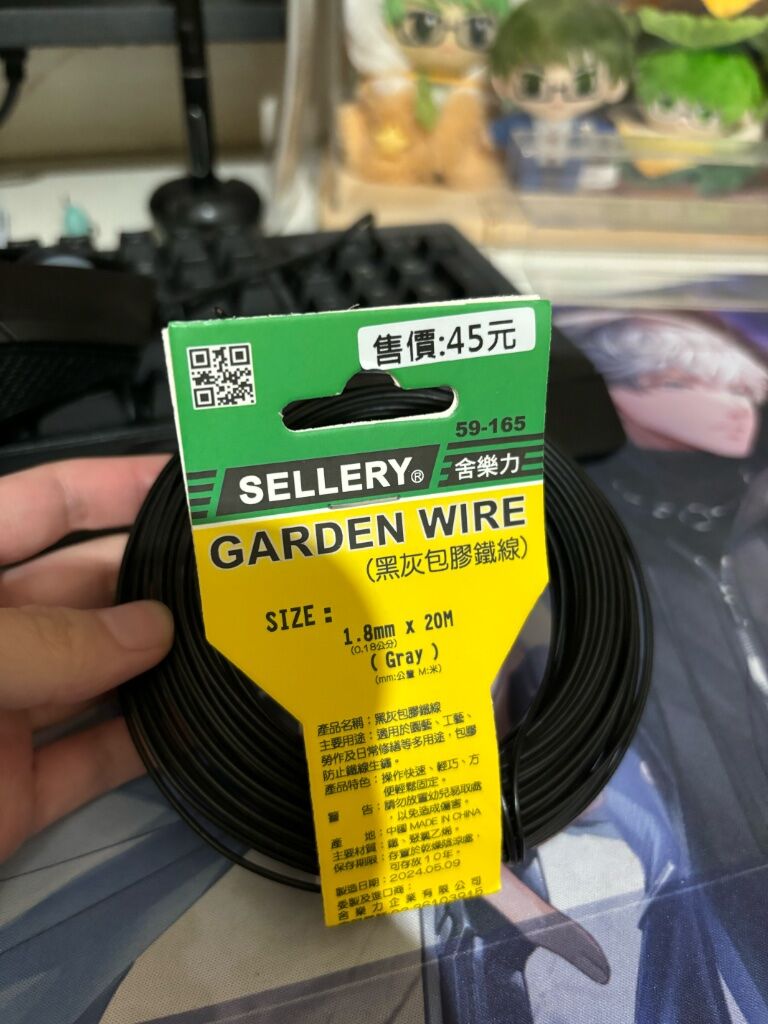 售價:45元
59-165
SELLERY® 舍樂力
GARDEN WIRE
(黑灰包膠鐵線)
SIZE:
1.8mm x 20M
(0.18公分)
( Gray )
(mm:公釐 M:米)
產品名稱:黑灰包膠鐵線
主要用途:適用於園藝、工藝、
勞作及日常修繕等多用途,包膠
防止鐵線生鏽。
產品特色:操作快速、輕巧、方
便輕鬆固定。
警 告:請勿放置幼兒易取處
,以免造成傷害。
產 地:中國 MADE IN CHINA
主要材質:鐵、聚氯乙烯。
保存期限:存置於乾燥陰涼處,
可存放10年。
製造日期:2024.05.09
委製及進口商:
舍樂力企業有限公司